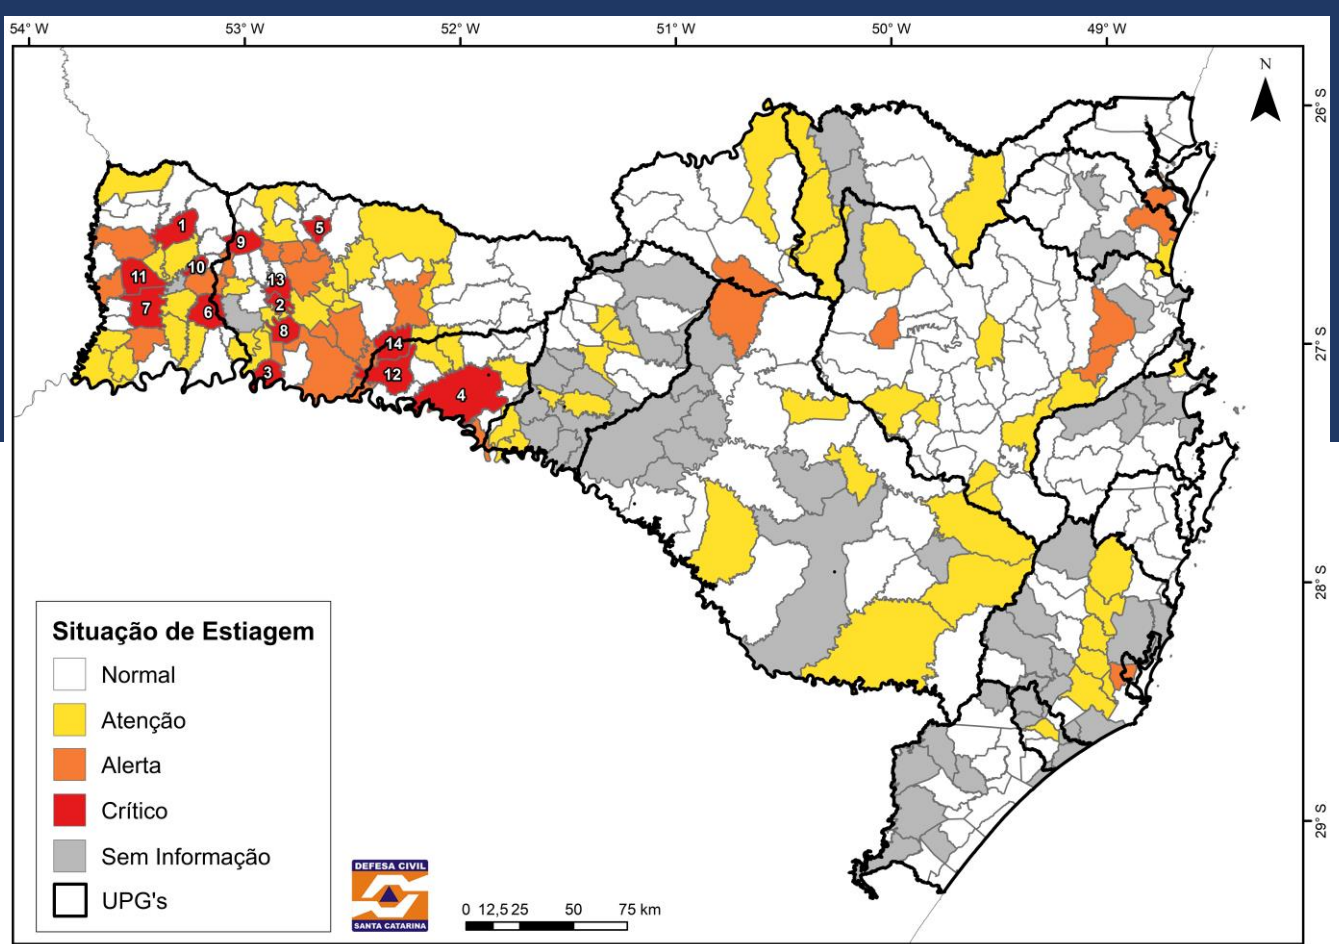 54° W
53° W
52° W
51° W
50° W
49° W
N
26° S
27° S
28° S
29° S
1
5
9
10
11
13
2
7
6
8
14
3
12
4
Situação de Estiagem
Normal
Atenção
Alerta
Crítico
Sem Informação
UPG's
DEFESA CIVIL
SANTA CATARINA
0 12,5 25 50 75 km